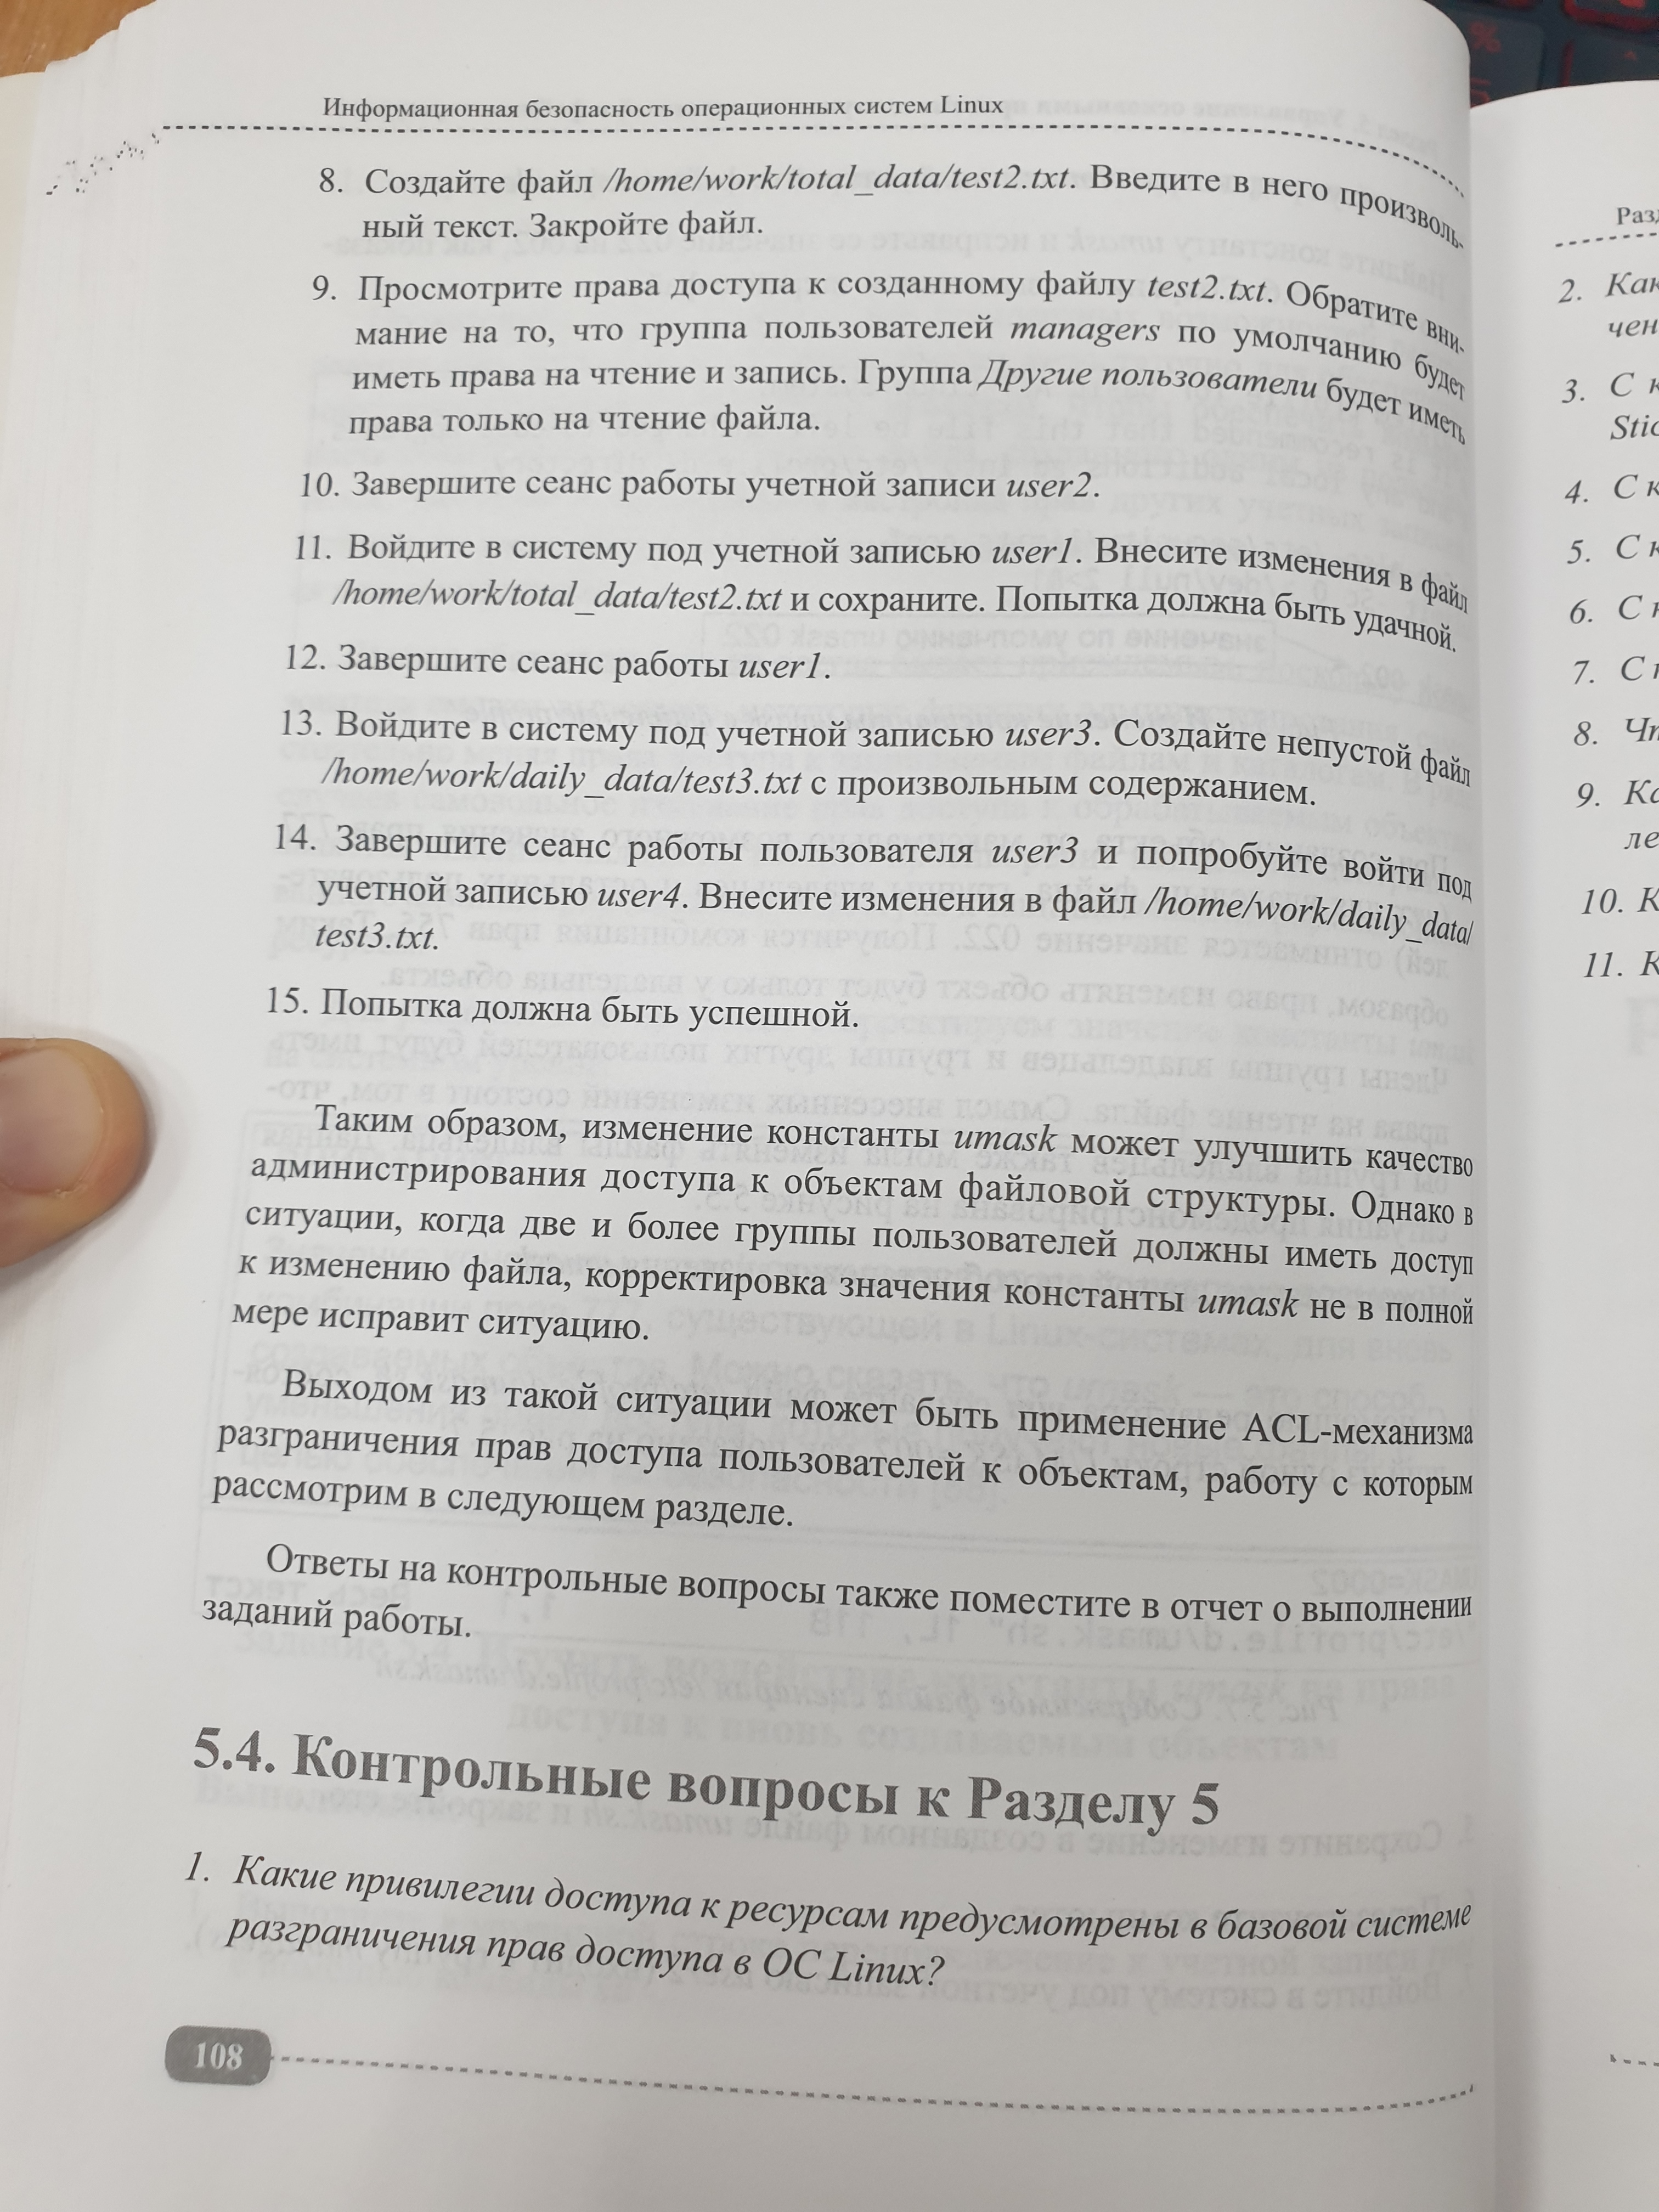 Информационная безопасность операционных систем Linux
8. Создайте файл /home/work/total_data/test2.txt. Введите в него произволь-
ный текст. Закройте файл.
9. Просмотрите права доступа к созданному файлу test2.txt. Обратите вни-
мание на то, что группа пользователей managers по умолчанию будет
иметь права на чтение и запись. Группа Другие пользователи будет иметь
права только на чтение файла.
10. Завершите сеанс работы учетной записи user2.
11. Войдите в систему под учетной записью user1. Внесите изменения в файл
/home/work/total_data/test2.txt и сохраните. Попытка должна быть удачной.
12. Завершите сеанс работы user1.
13. Войдите в систему под учетной записью user3. Создайте непустой файл
/home/work/daily_data/test3.txt с произвольным содержанием.
14. Завершите сеанс работы пользователя user3 и попробуйте войти под
учетной записью user4. Внесите изменения в файл /home/work/daily_data/
test3.txt.
15. Попытка должна быть успешной.
Таким образом, изменение константы umask может улучшить качество
администрирования доступа к объектам файловой структуры. Однако в
ситуации, когда две и более группы пользователей должны иметь доступ
к изменению файла, корректировка значения константы umask не в полной
мере исправит ситуацию.
Выходом из такой ситуации может быть применение ACL-механизма
разграничения прав доступа пользователей к объектам, работу с которым
рассмотрим в следующем разделе.
Ответы на контрольные вопросы также поместите в отчет о выполнении
заданий работы.
5.4. Контрольные вопросы к Разделу 5
1. Какие привилегии доступа к ресурсам предусмотрены в базовой системе
разграничения прав доступа в ОС Linux?
108
2.
3. С
4. С
5. С
6. С
7. С
8.
9.
10.
11.